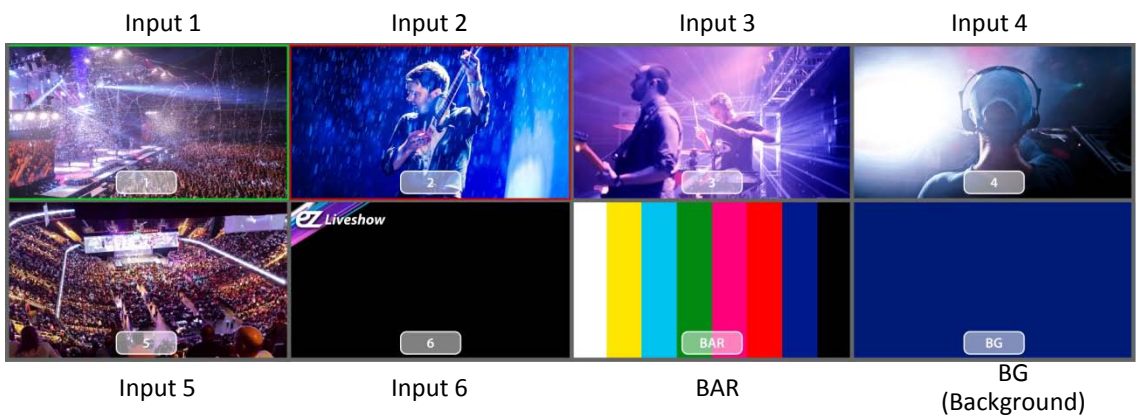 Input 1
Input 2
Input 3
Input 4
1
2
3
4
EZ Liveshow
5
6
BAR
BG
Input 5
Input 6
BAR
BG
(Background)